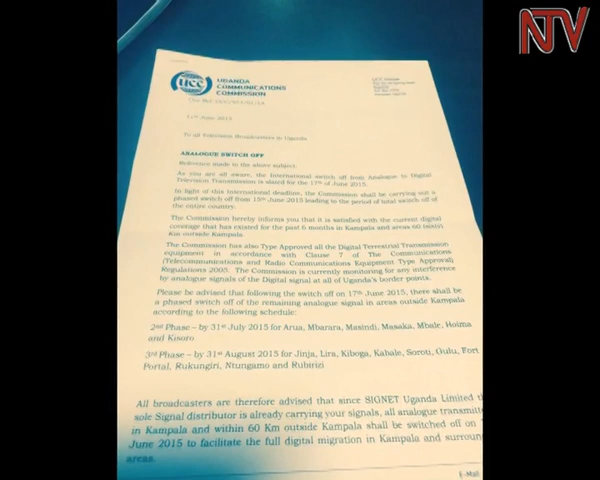 NTV
UCC
UGANDA
COMMUNICATIONS
COMMISSION
UCC House
11th June 2015
To all Television Broadcasters in Uganda
ANALOGUE SWITCH OFF
Reference made to the above subject.
As you are all aware, the International switch off from Analogue to Digital
Television Transmission is slated for the 17th of June 2015.
In light of this International deadline, the Commission shall be carrying out a
phased switch off from 15th June 2015 leading to the period of total switch off of
the entire country.
The Commission hereby informs you that it is satisfied with the current digital
coverage that has existed for the past 6 months in Kampala and areas 60 (sixty)
Km outside Kampala.
The Commission has also Type Approved all the Digital Terrestrial Transmission
equipment in accordance with Clause 7 of The Communications
(Telecommunications and Radio Communications Equipment Type Approval)
Regulations 2005. The Commission is currently monitoring for any interference
by analogue signals of the Digital signal at all of Uganda's border points.
Please be advised that following the switch off on 17th June 2015, there shall be
a phased switch off of the remaining analogue signal in areas outside Kampala
according to the following schedule:
2nd Phase – by 31st July 2015 for Arua, Mbarara, Masindi, Masaka, Mbale, Hoima
and Kisoro
3rd Phase – by 31st August 2015 for Jinja, Lira, Kiboga, Kabale, Soroti, Gulu, Fort
Portal, Rukungiri, Ntungamo and Rubirizi
All broadcasters are therefore advised that since SIGNET Uganda Limited th
sole Signal distributor is already carrying your signals, all analogue transmitte
in Kampala and within 60 Km outside Kampala shall be switched off on
June 2015 to facilitate the full digital migration in Kampala and surroun
areas.
E-Mail